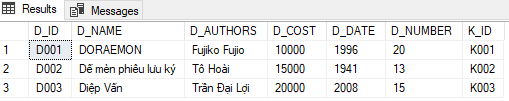 Results Messages
D_ID D_NAME D_AUTHORS D_COST D_DATE D_NUMBER K_ID
1 D001 DORAEMON Fujiko Fujio 10000 1996 20 K001
2 D002 Dế mèn phiêu lưu ký Tô Hoài 15000 1941 13 K002
3 D003 Diệp Vấn Trần Đại Lợi 20000 2008 15 K003